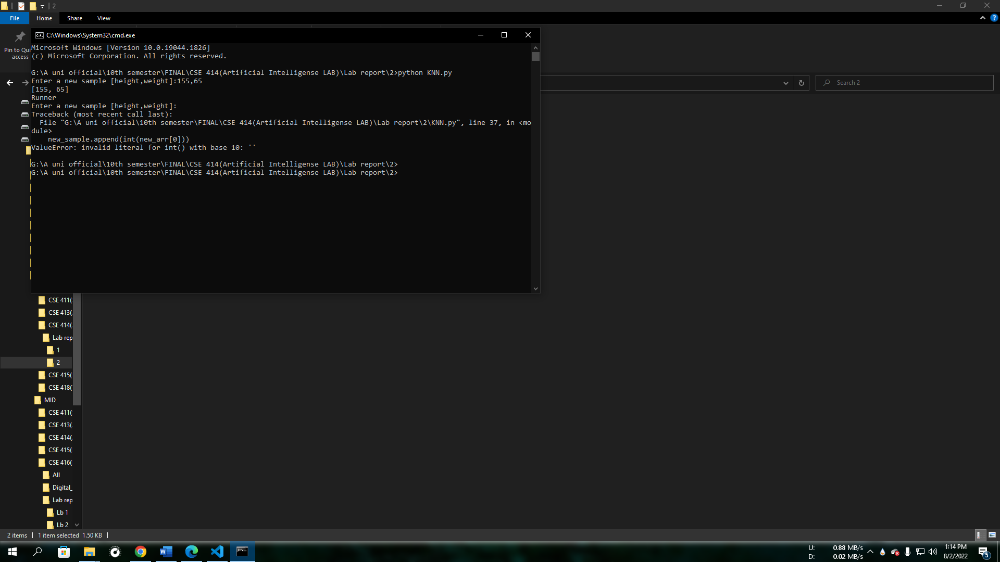 2
File Home Share View
Pin to Qui
access
C:\Windows\System32\cmd.exe
Microsoft Windows [Version 10.0.19044.1826]
(c) Microsoft Corporation. All rights reserved.
G:\A uni official\10th semester\FINAL\CSE 414(Artificial Intelligense LAB)\Lab report\2>python KNN.py
Enter a new sample [height,weight]:155,65
[155, 65]
Runner
Enter a new sample [height,weight]:
Traceback (most recent call last):
File "G:\A uni official\10th semester\FINAL\CSE 414(Artificial Intelligense LAB)\Lab report\2\KNN.py", line 37, in <mo
dule>
new_sample.append(int(new_arr[0]))
ValueError: invalid literal for int() with base 10: ''
G:\A uni official\10th semester\FINAL\CSE 414(Artificial Intelligense LAB)\Lab report\2>
G:\A uni official\10th semester\FINAL\CSE 414(Artificial Intelligense LAB)\Lab report\2>
Search 2
CSE 411(
CSE 413(
CSE 414(
Lab rep
1
2
CSE 415(
CSE 418(
MID
CSE 411(
CSE 413(
CSE 414(
CSE 415(
CSE 416(
All
Digital_
Lab rep
Lb 1
Lb 2
2 items 1 item selected 1.50 KB
U: 0.88 MB/s
D: 0.02 MB/s
1:14 PM
8/2/2022
5